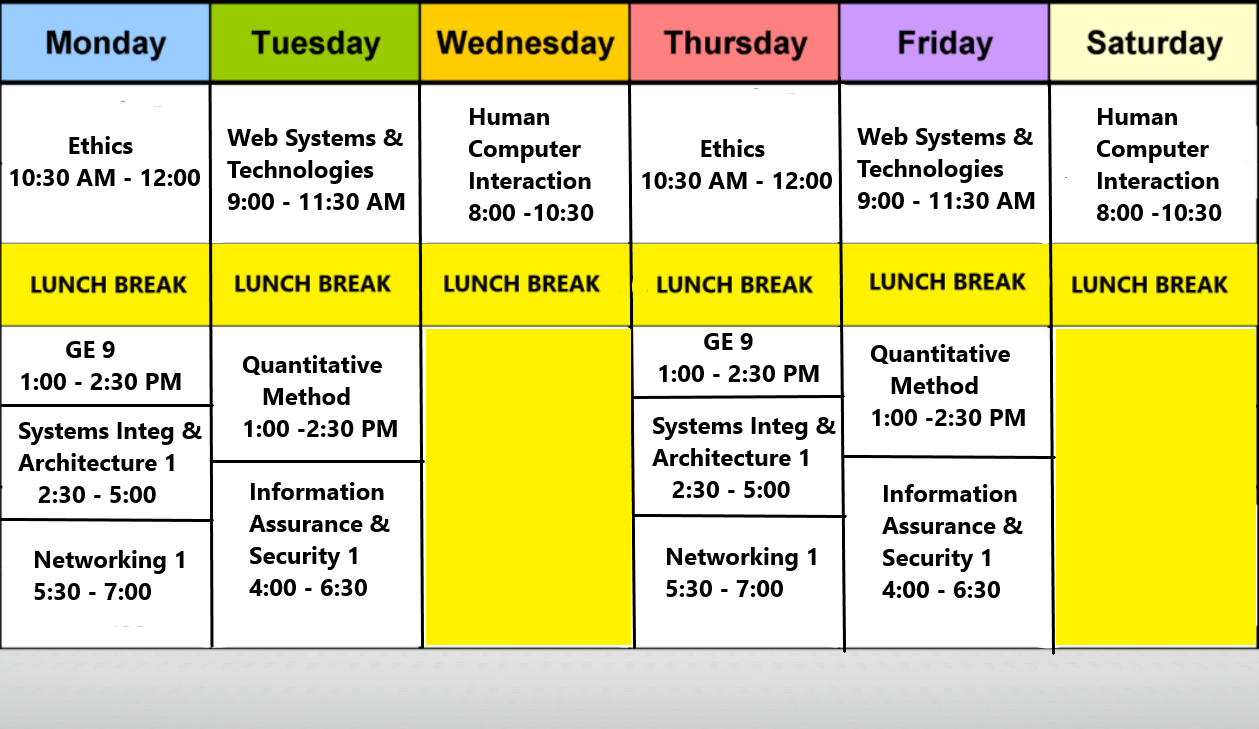 Monday
Tuesday
Wednesday
Thursday
Friday
Saturday
Ethics
10:30 AM - 12:00
Web Systems &
Technologies
9:00 - 11:30 AM
Human
Computer
Interaction
8:00 -10:30
Ethics
10:30 AM - 12:00
Web Systems &
Technologies
9:00 - 11:30 AM
Human
Computer
Interaction
8:00 -10:30
LUNCH BREAK
LUNCH BREAK
LUNCH BREAK
LUNCH BREAK
LUNCH BREAK
LUNCH BREAK
GE 9
1:00 - 2:30 PM
Systems Integ &
Architecture 1
2:30 - 5:00
Networking 1
5:30 - 7:00
Quantitative
Method
1:00 -2:30 PM
Information
Assurance &
Security 1
4:00 - 6:30
GE 9
1:00 - 2:30 PM
Systems Integ &
Architecture 1
2:30 - 5:00
Networking 1
5:30 - 7:00
Quantitative
Method
1:00 -2:30 PM
Information
Assurance &
Security 1
4:00 - 6:30